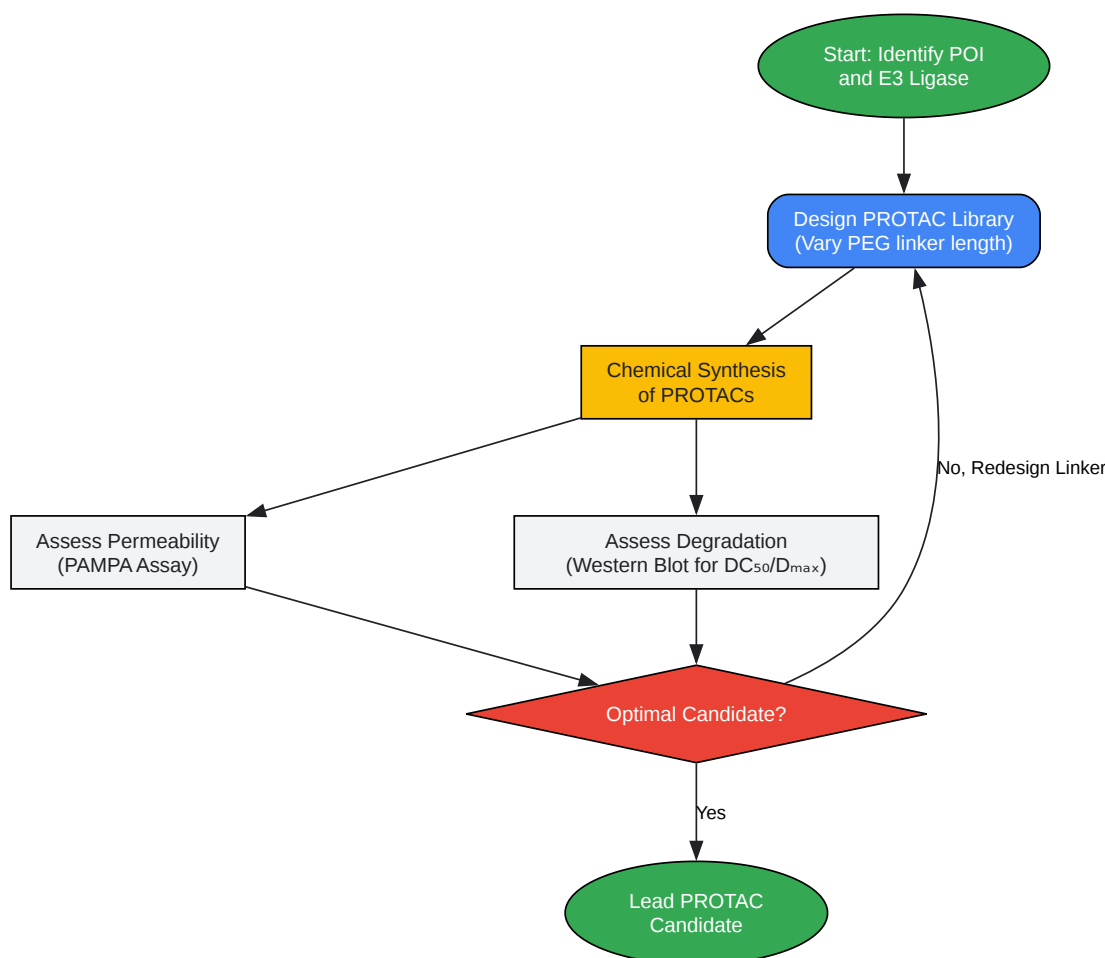 Start: Identify POI
and E3 Ligase
Design PROTAC Library
(Vary PEG linker length)
Chemical Synthesis
of PROTACs
No, Redesign Linker
Assess Permeability
(PAMPA Assay)
Assess Degradation
(Western Blot for DC₅₀/Dₘₐₓ)
Optimal Candidate?
Yes
Lead PROTAC
Candidate